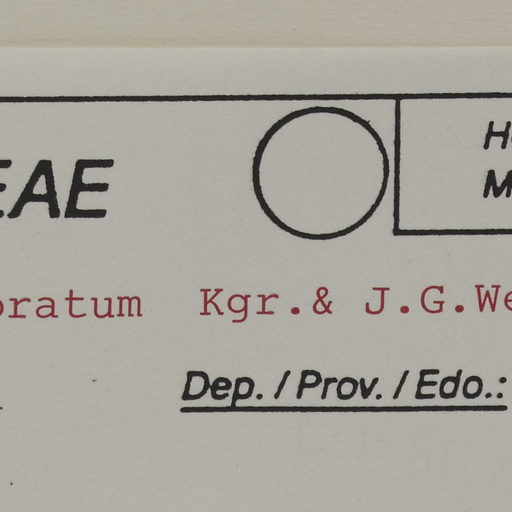 EAE
oratum Kgr.& J.G.We
Dep. / Prov. / Edo.: